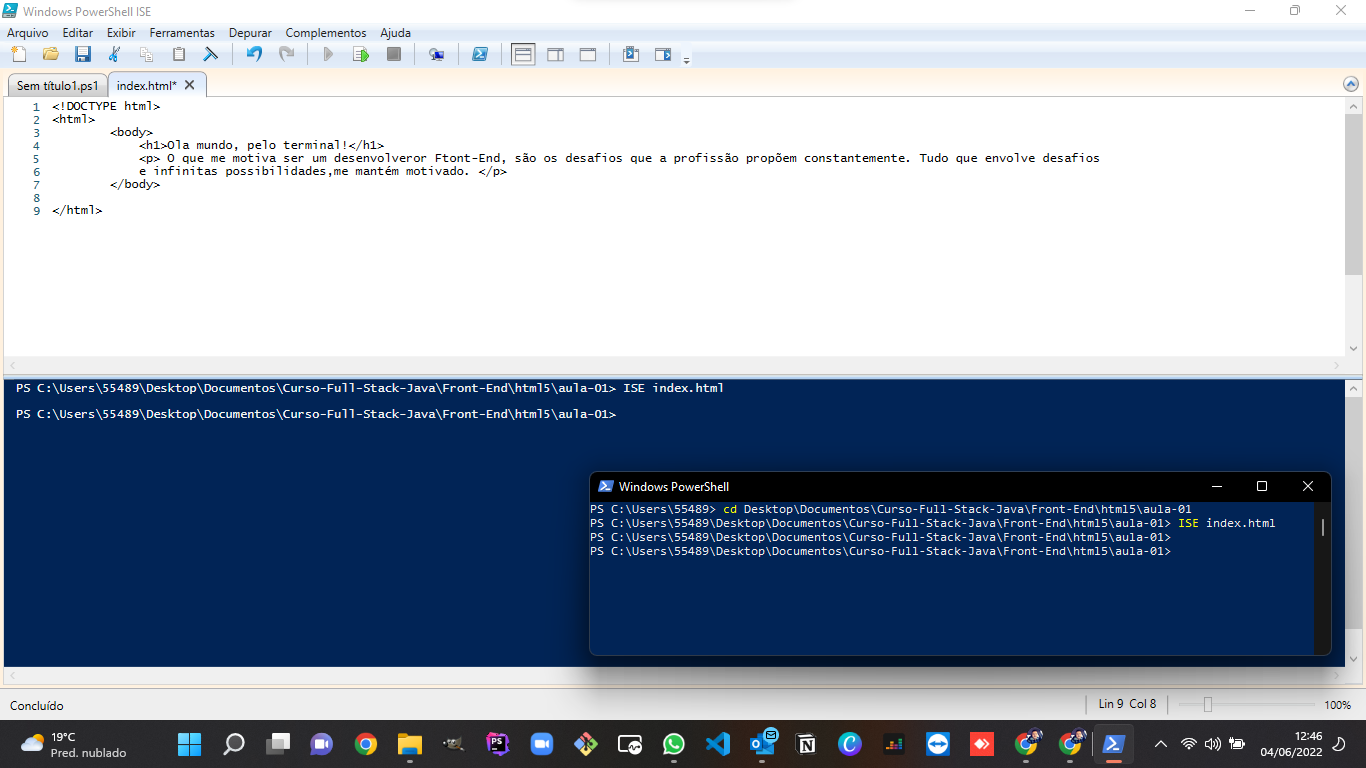 Windows PowerShell ISE
Arquivo Editar Exibir Ferramentas Depurar Complementos Ajuda
Sem título1.ps1 index.html*
1 <!DOCTYPE html>
2 <html>
3 <body>
4 <h1>Ola mundo, pelo terminal!</h1>
5 <p> O que me motiva ser um desenvolveror Ftont-End, são os desafios que a profissão propõem constantemente. Tudo que envolve desafios
6 e infinitas possibilidades,me mantém motivado. </p>
7 </body>
8
9 </html>
PS C:\Users\55489\Desktop\Documentos\Curso-Full-Stack-Java\Front-End\html5\aula-01> ISE index.html
PS C:\Users\55489\Desktop\Documentos\Curso-Full-Stack-Java\Front-End\html5\aula-01>
Windows PowerShell
PS C:\Users\55489> cd Desktop\Documentos\Curso-Full-Stack-Java\Front-End\html5\aula-01
PS C:\Users\55489\Desktop\Documentos\Curso-Full-Stack-Java\Front-End\html5\aula-01> ISE index.html
PS C:\Users\55489\Desktop\Documentos\Curso-Full-Stack-Java\Front-End\html5\aula-01>
PS C:\Users\55489\Desktop\Documentos\Curso-Full-Stack-Java\Front-End\html5\aula-01>
Concluído
Lin 9 Col 8
100%
19°C
Pred. nublado
PS
12:46
04/06/2022